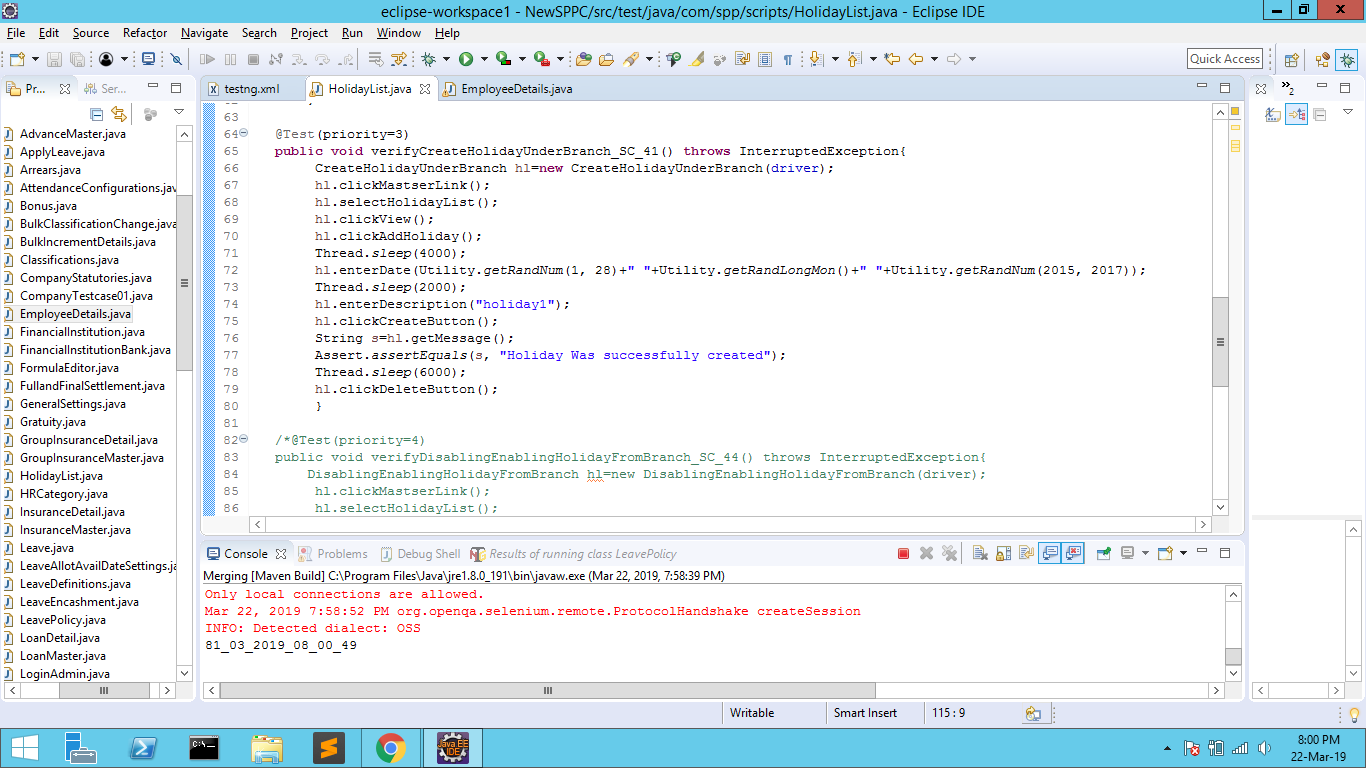 eclipse-workspace1 - NewSPPC/src/test/java/com/spp/scripts/HolidayList.java - Eclipse IDE
File Edit Source Refactor Navigate Search Project Run Window Help
Quick Access
Pr... Ser...
testng.xml HolidayList.java EmployeeDetails.java
2
AdvanceMaster.java
ApplyLeave.java
Arrears.java
AttendanceConfigurations.jav
Bonus.java
BulkClassificationChange.java
BulkIncrementDetails.java
Classifications.java
CompanyStatutories.java
CompanyTestcase01.java
EmployeeDetails.java
FinancialInstitution.java
FinancialInstitutionBank.java
FormulaEditor.java
FullandFinalSettlement.java
GeneralSettings.java
Gratuity.java
GroupInsuranceDetail.java
GroupInsuranceMaster.java
HolidayList.java
HRCategory.java
InsuranceDetail.java
InsuranceMaster.java
Leave.java
LeaveAllotAvailDateSettings.ja
LeaveDefinitions.java
LeaveEncashment.java
LeavePolicy.java
LoanDetail.java
LoanMaster.java
LoginAdmin.java
63
64 @Test(priority=3)
65 public void verifyCreateHolidayUnderBranch_SC_41() throws InterruptedException{
66 CreateHolidayUnderBranch hl=new CreateHolidayUnderBranch(driver);
67 hl.clickMastserLink();
68 hl.selectHolidayList();
69 hl.clickView();
70 hl.clickAddHoliday();
71 Thread.sleep(4000);
72 hl.enterDate(Utility.getRandNum(1, 28)+" "+Utility.getRandLongMon()+" "+Utility.getRandNum(2015, 2017));
73 Thread.sleep(2000);
74 hl.enterDescription("holiday1");
75 hl.clickCreateButton();
76 String s=hl.getMessage();
77 Assert.assertEquals(s, "Holiday Was successfully created");
78 Thread.sleep(6000);
79 hl.clickDeleteButton();
80 }
81
82 /*@Test(priority=4)
83 public void verifyDisablingEnablingHolidayFromBranch_SC_44() throws InterruptedException{
84 DisablingEnablingHolidayFromBranch hl=new DisablingEnablingHolidayFromBranch(driver);
85 hl.clickMastserLink();
86 hl.selectHolidayList();
Console Problems Debug Shell Results of running class LeavePolicy
Merging [Maven Build] C:\Program Files\Java\jre1.8.0_191\bin\javaw.exe (Mar 22, 2019, 7:58:39 PM)
Only local connections are allowed.
Mar 22, 2019 7:58:52 PM org.openqa.selenium.remote.ProtocolHandshake createSession
INFO: Detected dialect: OSS
81_03_2019_08_00_49
Writable Smart Insert 115 : 9
Java EE
IDE
8:00 PM
22-Mar-19